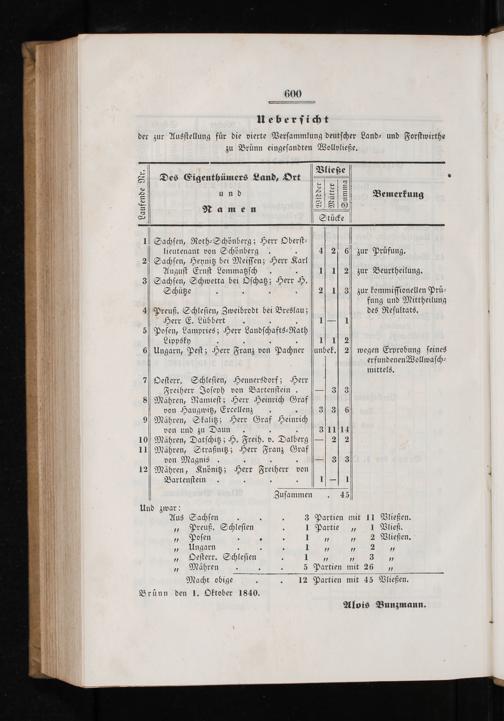 600
Uebersicht
der zur Ausstellung für die vierte Versammlung deutscher Land- und Forstwirthe
zu Brünn eingesandten Wollvließe.
Laufende Nr. | Des Eigenthümers Land, Ort und Namen | Vließe | Bemerkung
Widder | Mütter | Summa
Stücke
1 Sachsen, Roth-Schönberg; Herr Oberst-
lieutenant von Schönberg . . 4 2 6 zur Prüfung.
2 Sachsen, Heynitz bei Meissen; Herr Karl
August Ernst Lommatzsch . . 1 1 2 zur Beurtheilung.
3 Sachsen, Schwetta bei Oschatz; Herr H.
Schütze . . . . . 2 1 3 zur kommissionellen Prü-
fung und Mittheilung
4 Preuß. Schlesien, Zweibrodt bei Breslau; des Resultats.
Herr E. Lübbert . . . 1 — 1
5 Posen, Lampries; Herr Landschafts-Rath
Lippsky . . . . 1 1 2
6 Ungarn, Pest; Herr Franz von Pachner unbek. 2 wegen Erprobung seines
erfundenen Wollwasch-
mittels.
7 Oesterr. Schlesien, Hennersdorf; Herr
Freiherr Joseph von Bartenstein . — 3 3
8 Mähren, Namiest; Herr Heinrich Graf
von Haugwitz, Excellenz . . 3 3 6
9 Mähren, Skalitz; Herr Graf Heinrich
von und zu Daun . . . 3 11 14
10 Mähren, Datschitz; H. Freih. v. Dalberg — 2 2
11 Mähren, Straßnitz; Herr Franz Graf
von Magnis . . . . — 3 3
12 Mähren, Knönitz; Herr Freiherr von
Bartenstein . . . . 1 — 1
Zusammen . 45
Und zwar:
Aus Sachsen . . 3 Partien mit 11 Vließen.
„ Preuß. Schlesien . 1 Partie „ 1 Vließ.
„ Posen . . . 1 „ „ 2 Vließen.
„ Ungarn . . . 1 „ „ 2 „
„ Oesterr. Schlesien . 1 „ „ 3 „
„ Mähren . . . 5 Partien mit 26 „
Macht obige . . 12 Partien mit 45 Vließen.
Brünn den 1. Oktober 1840.
Alois Bunzmann.